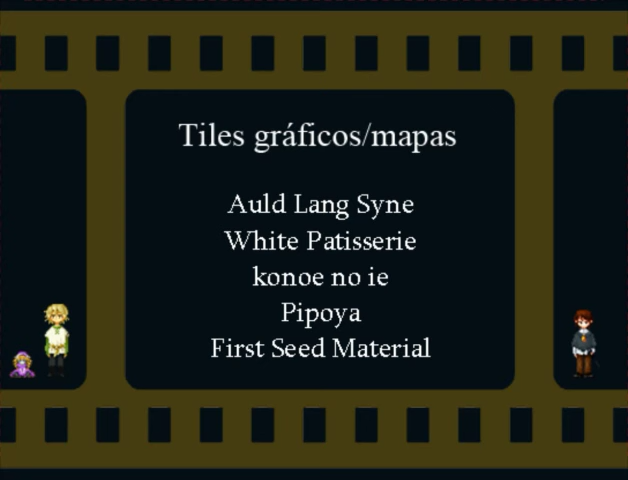 Tiles gráficos/mapas
Auld Lang Syne
White Patisserie
konoe no ie
Pipoya
First Seed Material